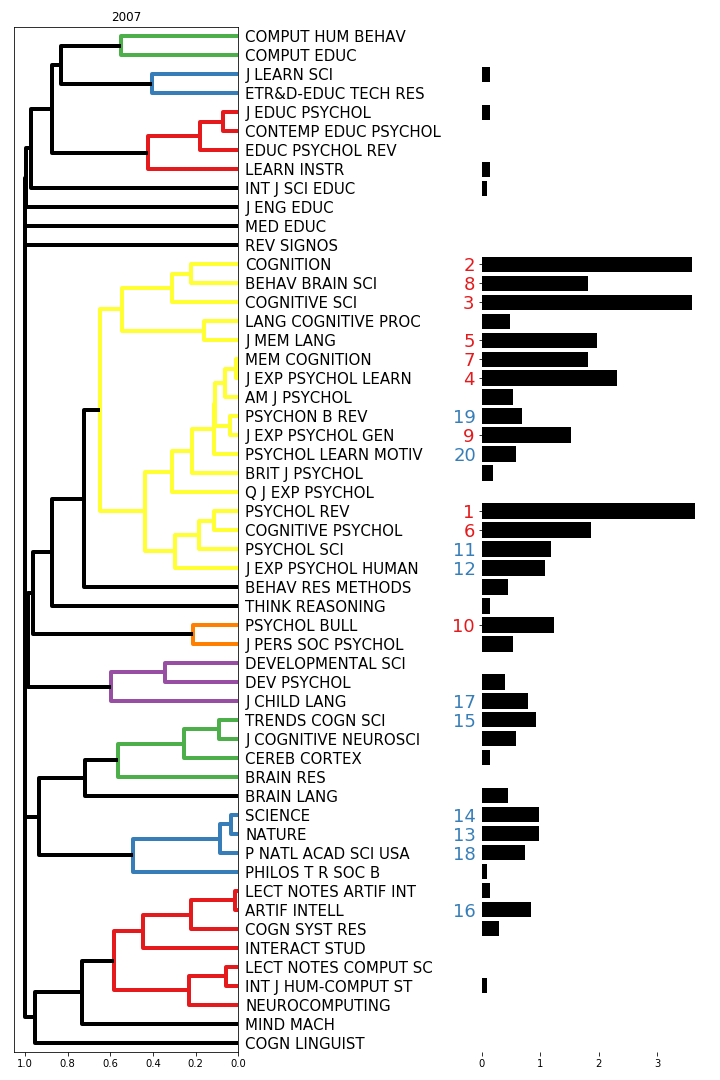 2007
COMPUT HUM BEHAV
COMPUT EDUC
J LEARN SCI
ETR&D-EDUC TECH RES
J EDUC PSYCHOL
CONTEMP EDUC PSYCHOL
EDUC PSYCHOL REV
LEARN INSTR
INT J SCI EDUC
J ENG EDUC
MED EDUC
REV SIGNOS
COGNITION 2
BEHAV BRAIN SCI 8
COGNITIVE SCI 3
LANG COGNITIVE PROC
J MEM LANG 5
MEM COGNITION 7
J EXP PSYCHOL LEARN 4
AM J PSYCHOL
PSYCHON B REV 19
J EXP PSYCHOL GEN 9
PSYCHOL LEARN MOTIV 20
BRIT J PSYCHOL
Q J EXP PSYCHOL
PSYCHOL REV 1
COGNITIVE PSYCHOL 6
PSYCHOL SCI 11
J EXP PSYCHOL HUMAN 12
BEHAV RES METHODS
THINK REASONING
PSYCHOL BULL 10
J PERS SOC PSYCHOL
DEVELOPMENTAL SCI
DEV PSYCHOL
J CHILD LANG 17
TRENDS COGN SCI 15
J COGNITIVE NEUROSCI
CEREB CORTEX
BRAIN RES
BRAIN LANG
SCIENCE 14
NATURE 13
P NATL ACAD SCI USA 18
PHILOS T R SOC B
LECT NOTES ARTIF INT
ARTIF INTELL 16
COGN SYST RES
INTERACT STUD
LECT NOTES COMPUT SC
INT J HUM-COMPUT ST
NEUROCOMPUTING
MIND MACH
COGN LINGUIST
1.0 0.8 0.6 0.4 0.2 0.0 0 1 2 3